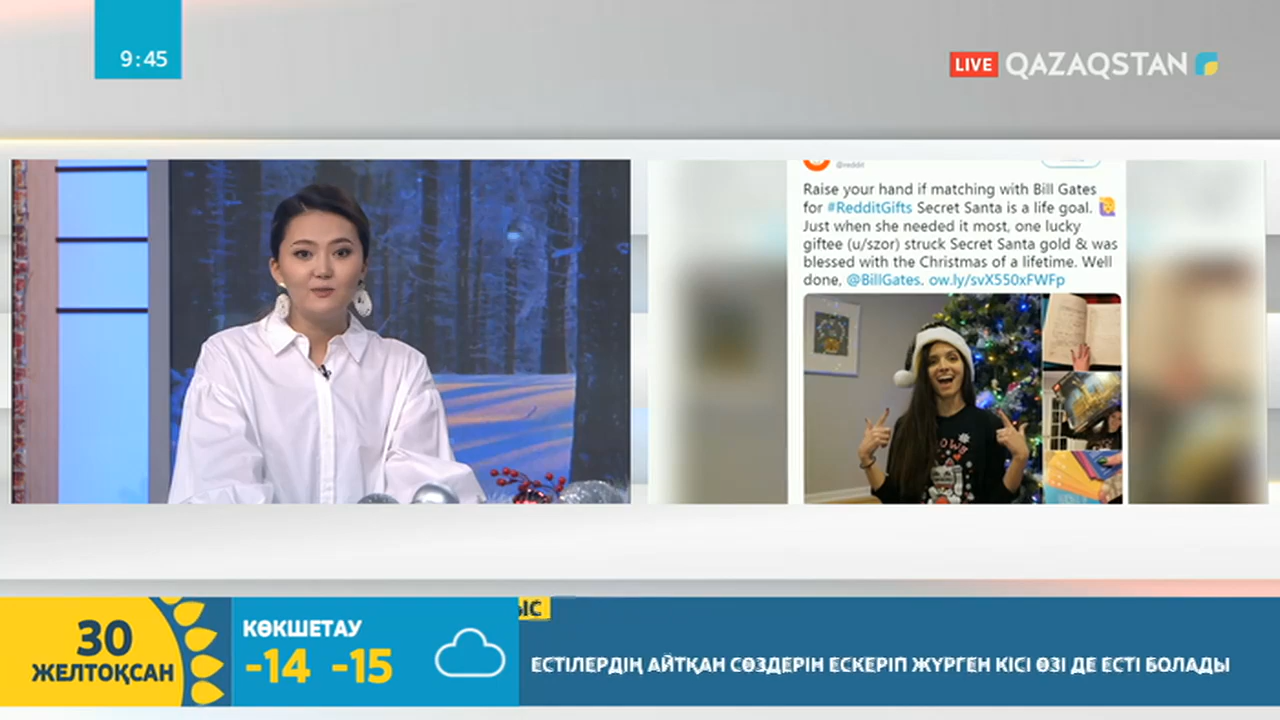 9:45
LIVE QAZAQSTAN
@reddit
Raise your hand if matching with Bill Gates
for #RedditGifts Secret Santa is a life goal. 🙋
Just when she needed it most, one lucky
giftee (u/szor) struck Secret Santa gold & was
blessed with the Christmas of a lifetime. Well
done, @BillGates. ow.ly/svX550xFWFp
30
ЖЕЛТОҚСАН
КӨКШЕТАУ
-14 -15
ЕСТІЛЕРДІҢ АЙТҚАН СӨЗДЕРІН ЕСКЕРІП ЖҮРГЕН КІСІ ӨЗІ ДЕ ЕСТІ БОЛАДЫ